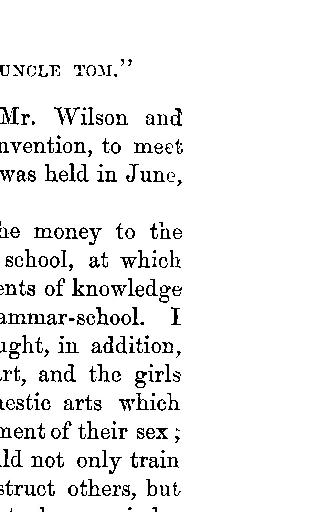 UNCLE TOM."
Mr. Wilson and
nvention, to meet
was held in June,
he money to the
school, at which
ents of knowledge
ammar-school. I
ught, in addition,
rt, and the girls
nestic arts which
ment of their sex;
ld not only train
struct others, but